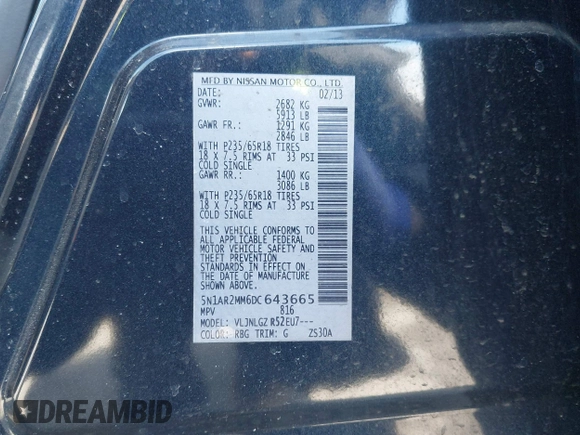 MFD BY NISSAN MOTOR CO., LTD.
DATE: 02/13
GVWR: 2682 KG
5913 LB
GAWR FR.: 1291 KG
2846 LB
WITH P235/65R18 TIRES
18 X 7.5 RIMS AT 33 PSI
COLD SINGLE
GAWR RR.: 1400 KG
3086 LB
WITH P235/65R18 TIRES
18 X 7.5 RIMS AT 33 PSI
COLD SINGLE
THIS VEHICLE CONFORMS TO
ALL APPLICABLE FEDERAL
MOTOR VEHICLE SAFETY AND
THEFT PREVENTION
STANDARDS IN EFFECT ON
THE DATE OF MANUFACTURE
SHOWN ABOVE.
5N1AR2MM6DC643665
MPV 816
MODEL: VLJNLGZ R52EU7---
COLOR: RBG TRIM: G ZS30A
DREAMBID